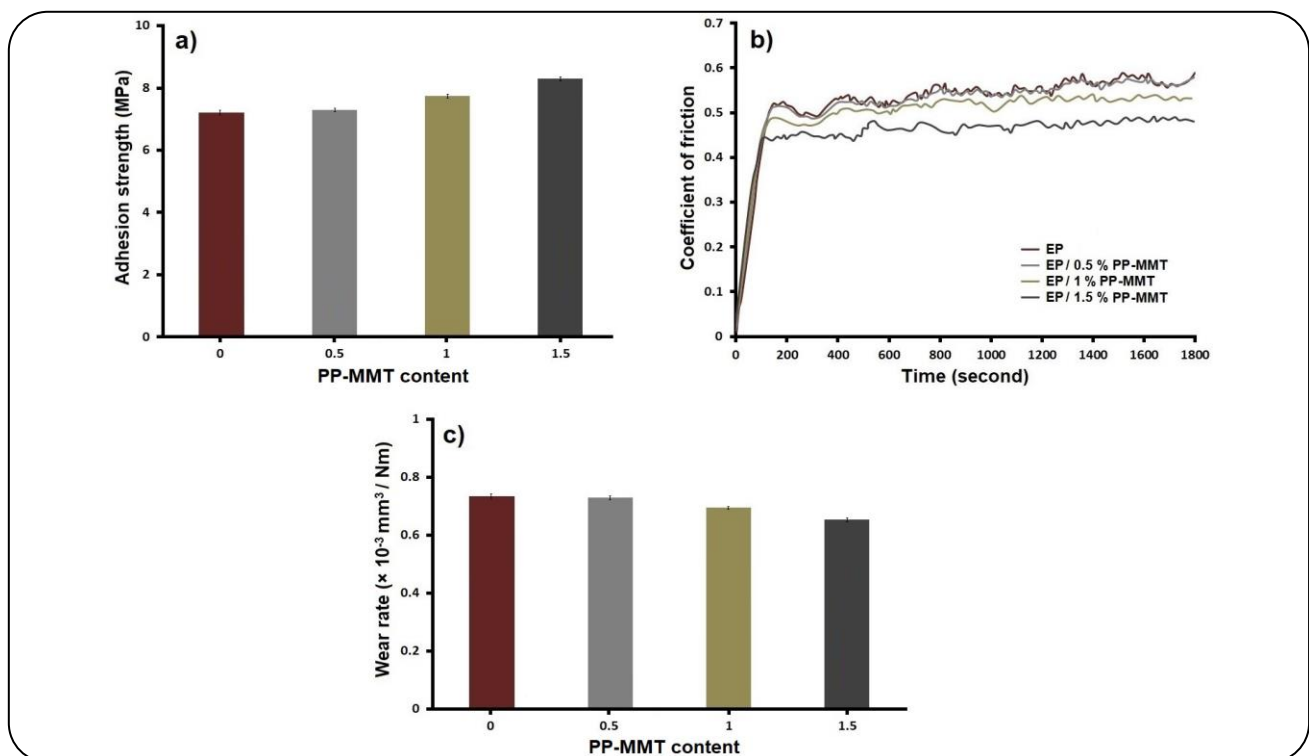 a)
10
8
6
4
2
0
Adhesion strength (MPa)
0 0.5 1 1.5
PP-MMT content
b)
0.7
0.6
0.5
0.4
0.3
0.2
0.1
0
Coefficient of friction
EP
EP / 0.5 % PP-MMT
EP / 1 % PP-MMT
EP / 1.5 % PP-MMT
0 200 400 600 800 1000 1200 1400 1600 1800
Time (second)
c)
1
0.8
0.6
0.4
0.2
0
Wear rate (× 10⁻³ mm³ / Nm)
0 0.5 1 1.5
PP-MMT content